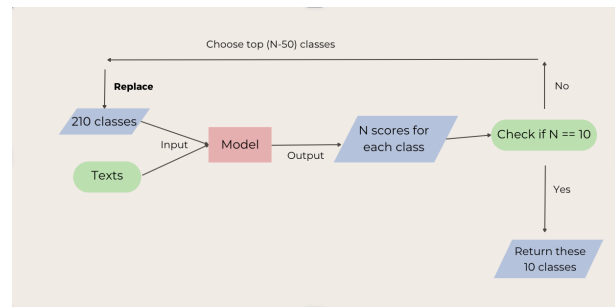 Choose top (N-50) classes
Replace
No
210 classes
Input
Model
Output
N scores for
each class
Check if N == 10
Texts
Yes
Return these
10 classes